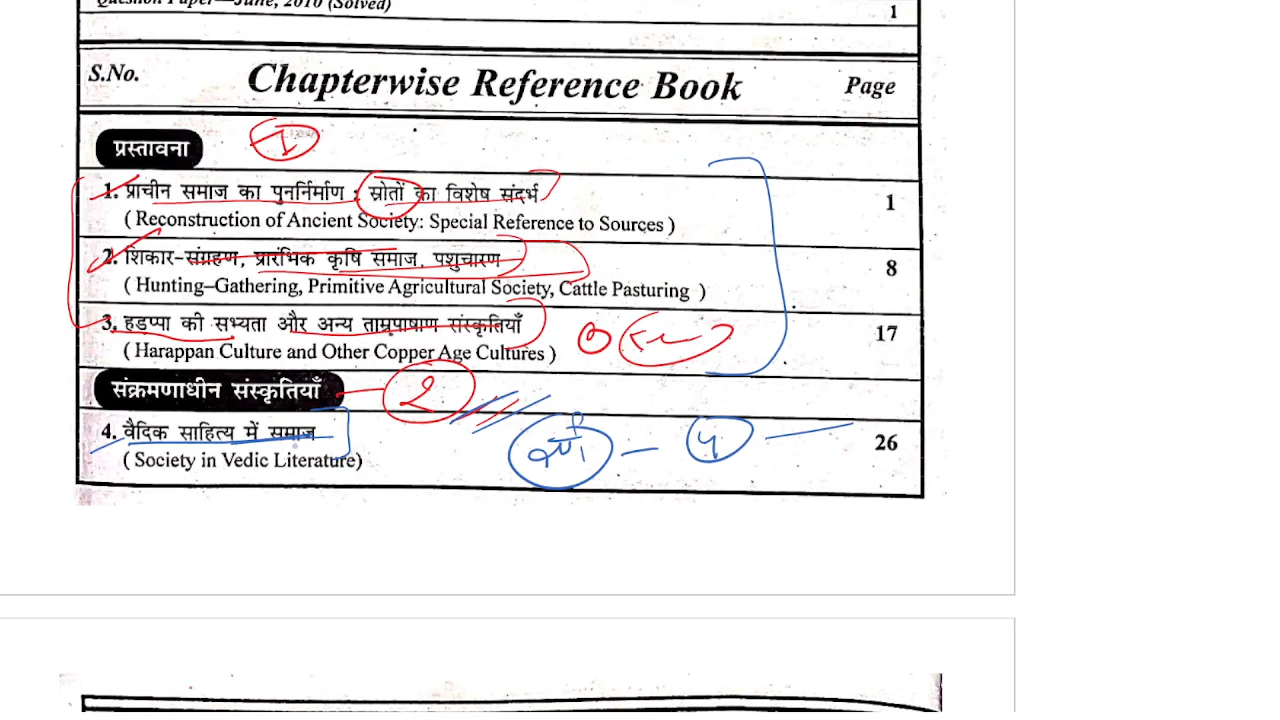 Question Paper—June, 2010 (Solved)
1
S.No. Chapterwise Reference Book Page
प्रस्तावना 1
1. प्राचीन समाज का पुनर्निर्माण : स्रोतों का विशेष संदर्भ 1
( Reconstruction of Ancient Society: Special Reference to Sources )
2. शिकार-संग्रहण, प्रारंभिक कृषि समाज, पशुचारण 8
( Hunting–Gathering, Primitive Agricultural Society, Cattle Pasturing )
3. हड़प्पा की सभ्यता और अन्य ताम्रपाषाण संस्कृतियाँ 17
( Harappan Culture and Other Copper Age Cultures )
संक्रमणाधीन संस्कृतियाँ 2
4. वैदिक साहित्य में समाज 26
( Society in Vedic Literature)